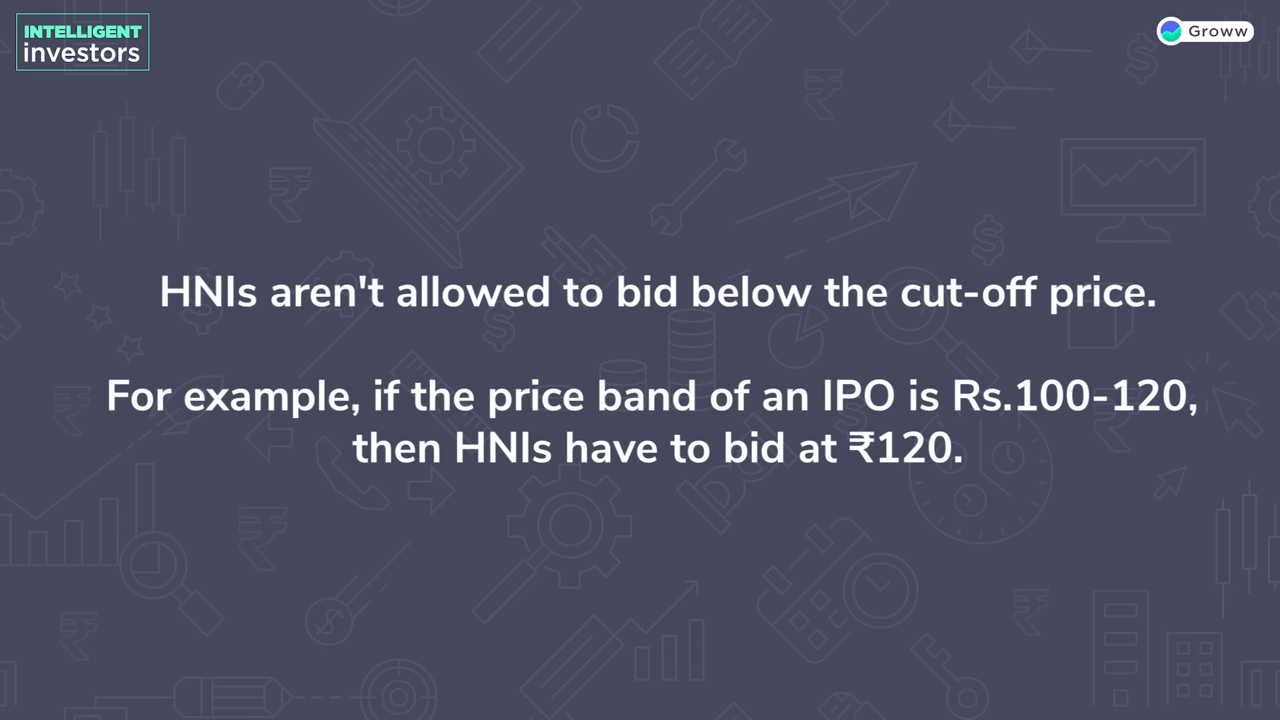 INTELLIGENT
investors
Groww
HNIs aren't allowed to bid below the cut-off price.
For example, if the price band of an IPO is Rs.100-120,
then HNIs have to bid at ₹120.